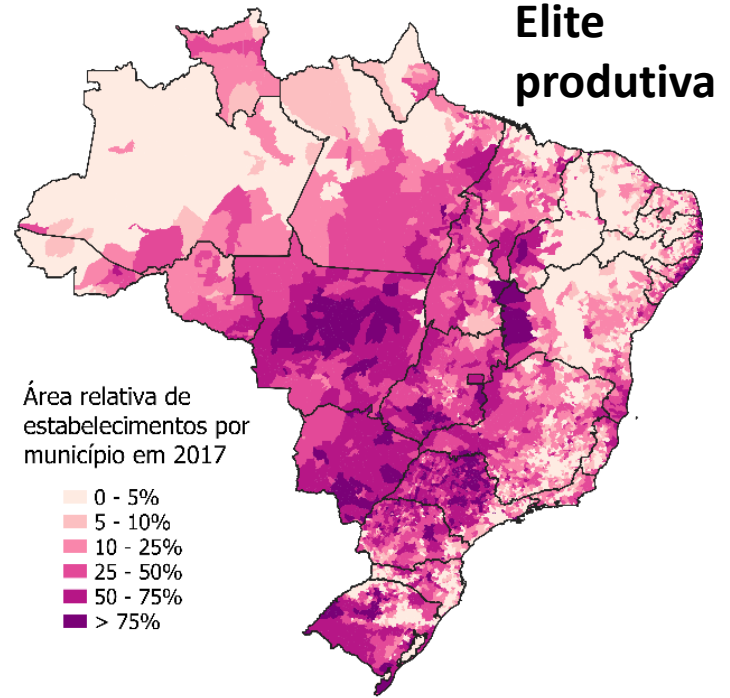 Elite
produtiva
Área relativa de
estabelecimentos por
município em 2017
0 - 5%
5 - 10%
10 - 25%
25 - 50%
50 - 75%
> 75%